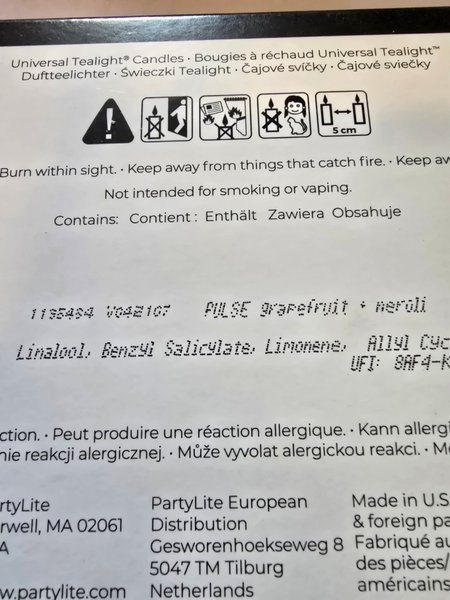 Universal Tealight® Candles · Bougies à réchaud Universal Tealight™
Duftteelichter · Świeczki Tealight · Čajové svíčky · Čajové sviečky
5 cm
Burn within sight. · Keep away from things that catch fire. · Keep aw
Not intended for smoking or vaping.
Contains: Contient : Enthält Zawiera Obsahuje
1135484 V042107 PULSE grapefruit + neroli
Linalool, Benzyl Salicylate, Limonene, Allyl Cyc
UFI: 8AF4-K
ction. · Peut produire une réaction allergique. · Kann allergi
nie reakcji alergicznej. · Může vyvolat alergickou reakci. · M
rtyLite
rwell, MA 02061
A
w.partylite.com
PartyLite European
Distribution
Gesworenhoekseweg 8
5047 TM Tilburg
Netherlands
Made in U.S
& foreign pa
Fabriqué au
des pièces/
américains